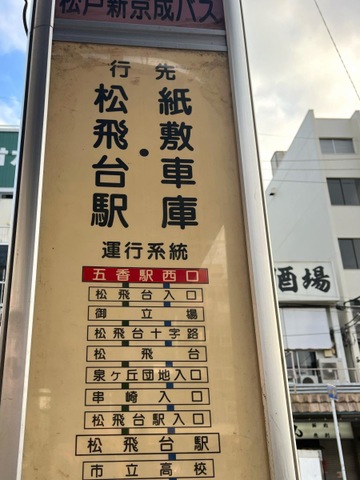 松戸新京成バス
行先
紙敷車庫・
松飛台駅
運行系統
五香駅西口
松飛台入口
御立場
松飛台十字路
松飛台
泉ヶ丘団地入口
串崎入口
松飛台駅入口
松飛台駅
市立高校
酒場